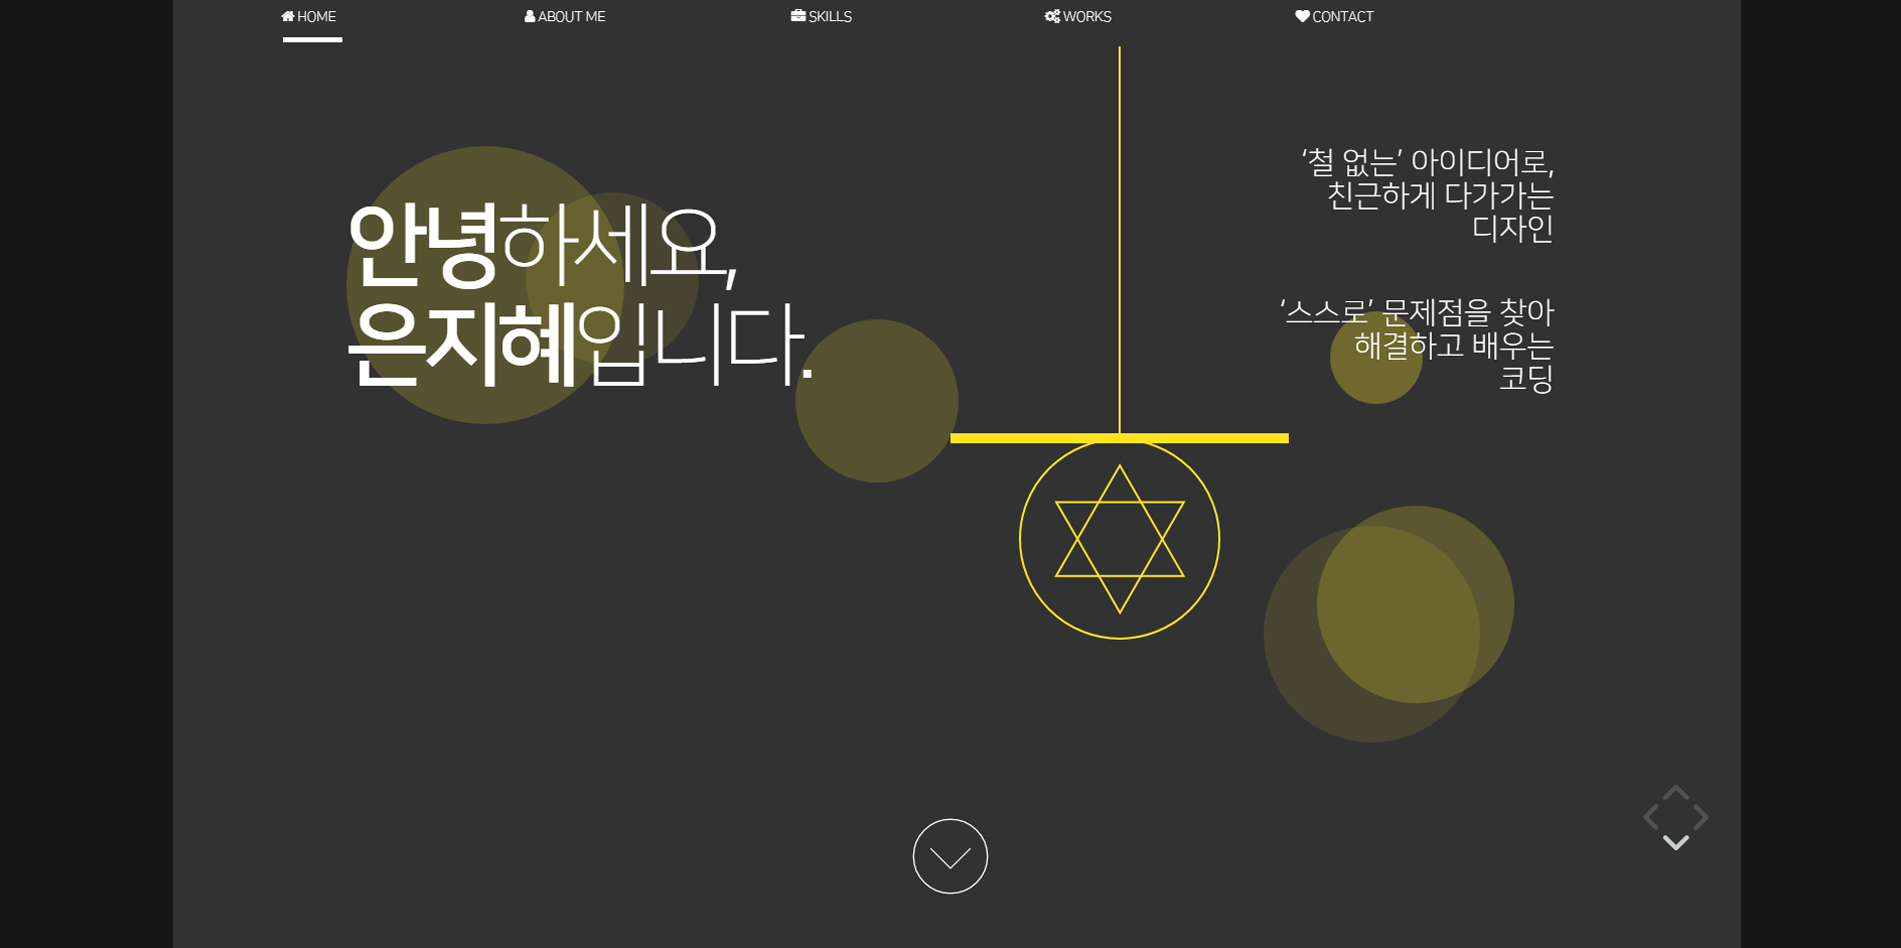 HOME
ABOUT ME
SKILLS
WORKS
CONTACT
안녕하세요,
은지혜입니다.
‘철 없는’ 아이디어로,
친근하게 다가가는
디자인
‘스스로’ 문제점을 찾아
해결하고 배우는
코딩